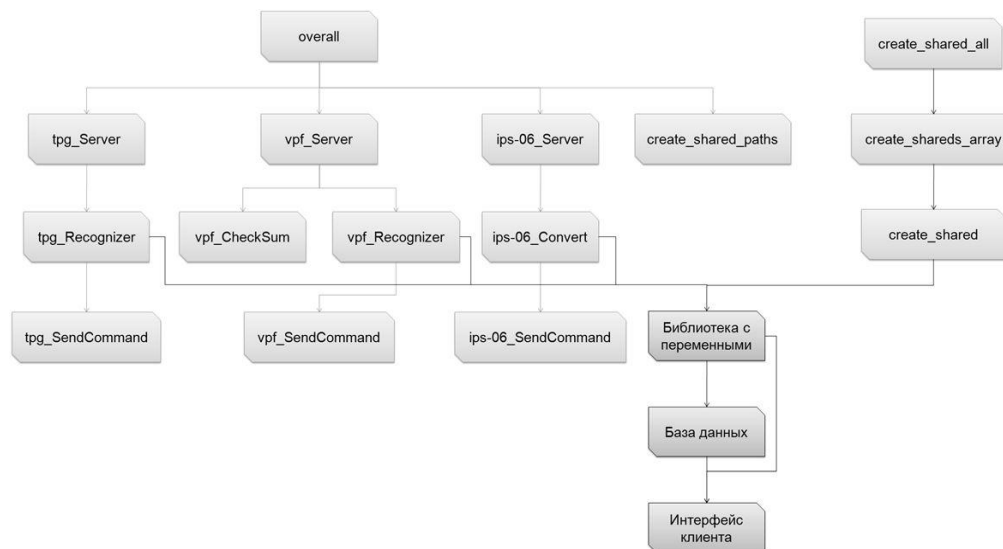 overall
create_shared_all
tpg_Server
vpf_Server
ips-06_Server
create_shared_paths
create_shareds_array
tpg_Recognizer
vpf_CheckSum
vpf_Recognizer
ips-06_Convert
create_shared
tpg_SendCommand
vpf_SendCommand
ips-06_SendCommand
Библиотека с
переменными
База данных
Интерфейс
клиента